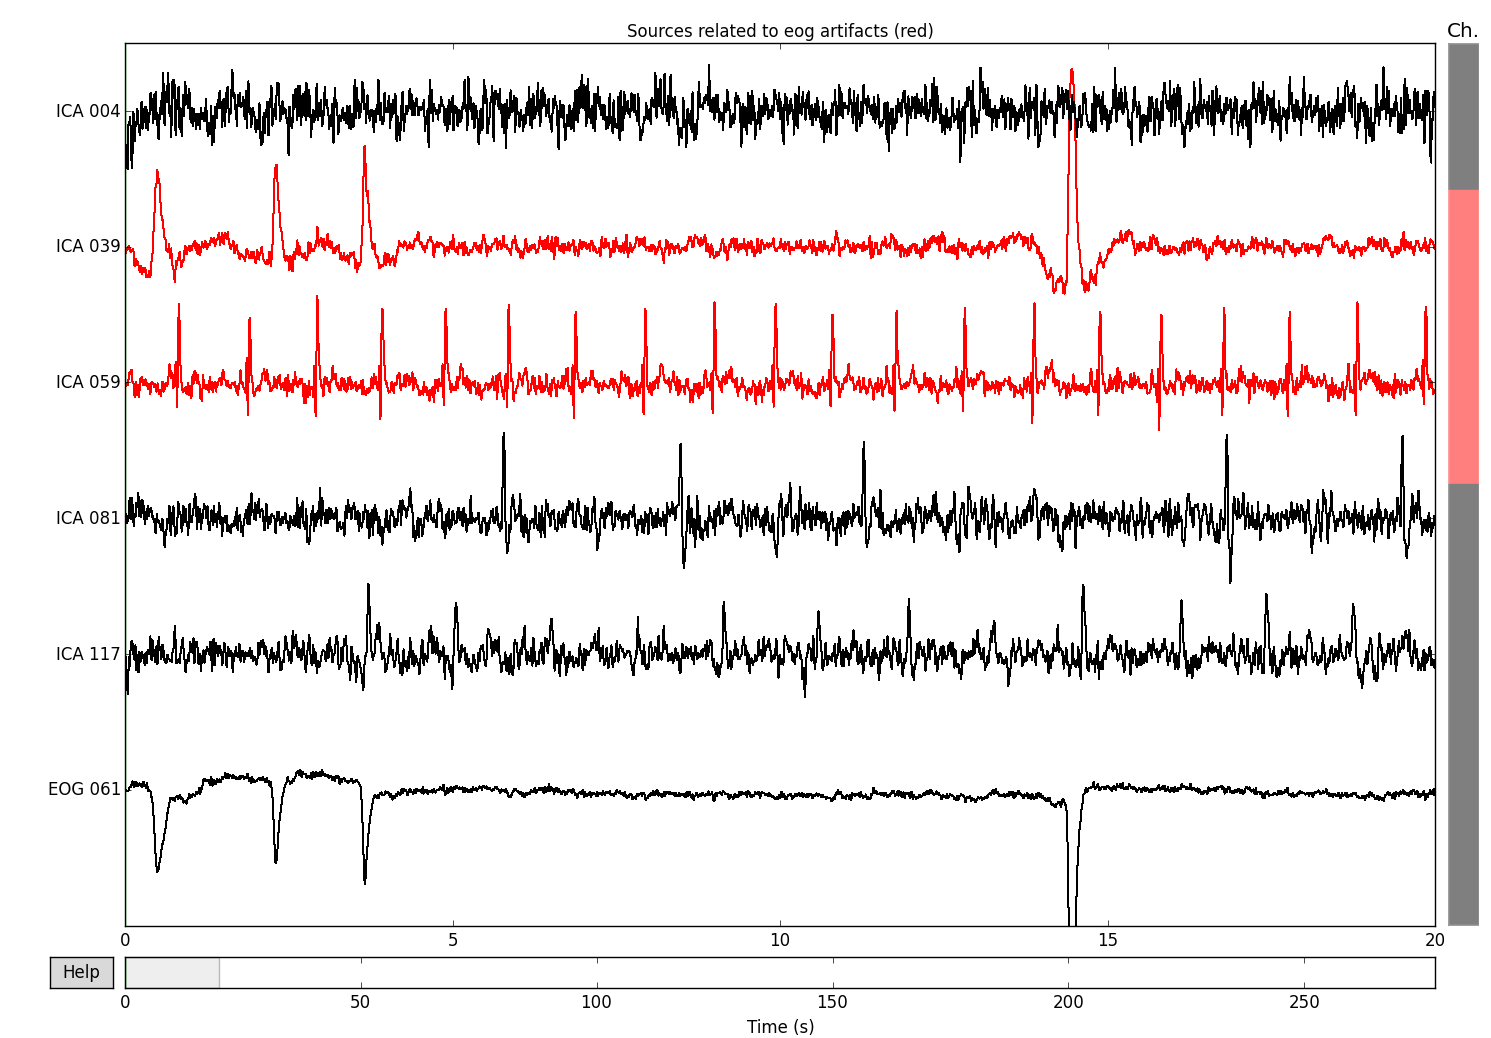 Sources related to eog artifacts (red)
Ch.
ICA 004
ICA 039
ICA 059
ICA 081
ICA 117
EOG 061
0 5 10 15 20
Help
0 50 100 150 200 250
Time (s)